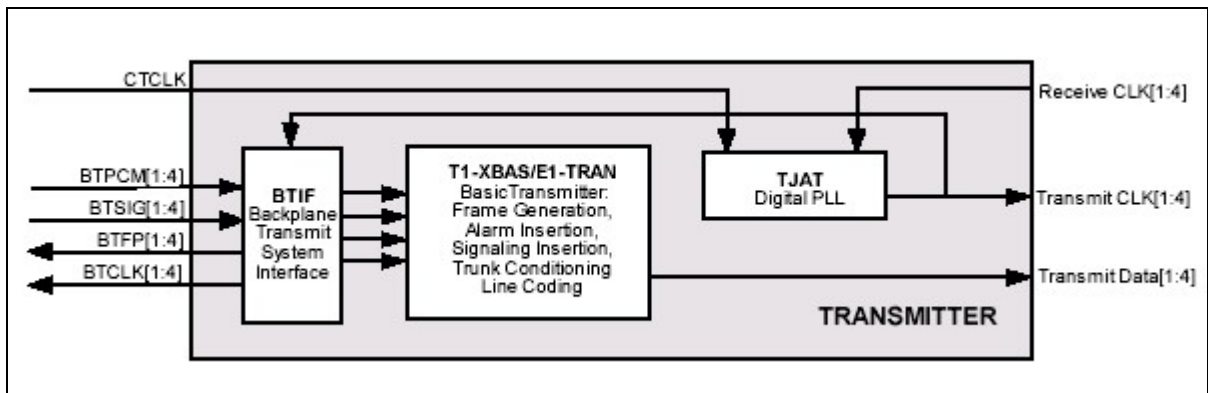 CTCLK
Receive CLK[1:4]
BTPCM[1:4]
BTSIG[1:4]
BTFP[1:4]
BTCLK[1:4]
BTIF
Backplane
Transmit
System
Interface
T1-XBAS/E1-TRAN
BasicTransmitter:
Frame Generation,
Alarm Insertion,
Signaling Insertion,
Trunk Conditioning
Line Coding
TJAT
Digital PLL
Transmit CLK[1:4]
Transmit Data[1:4]
TRANSMITTER